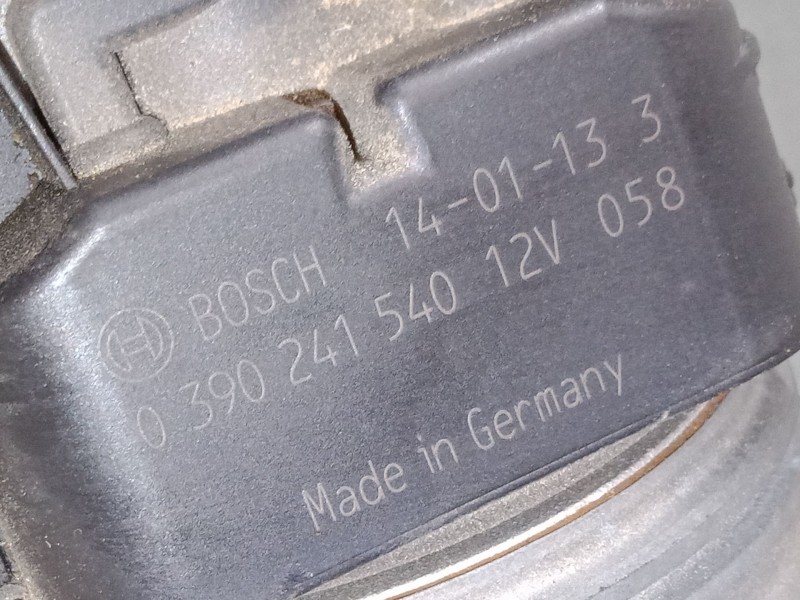 BOSCH 14-01-13 3
0 390 241 540 12V 058
Made in Germany